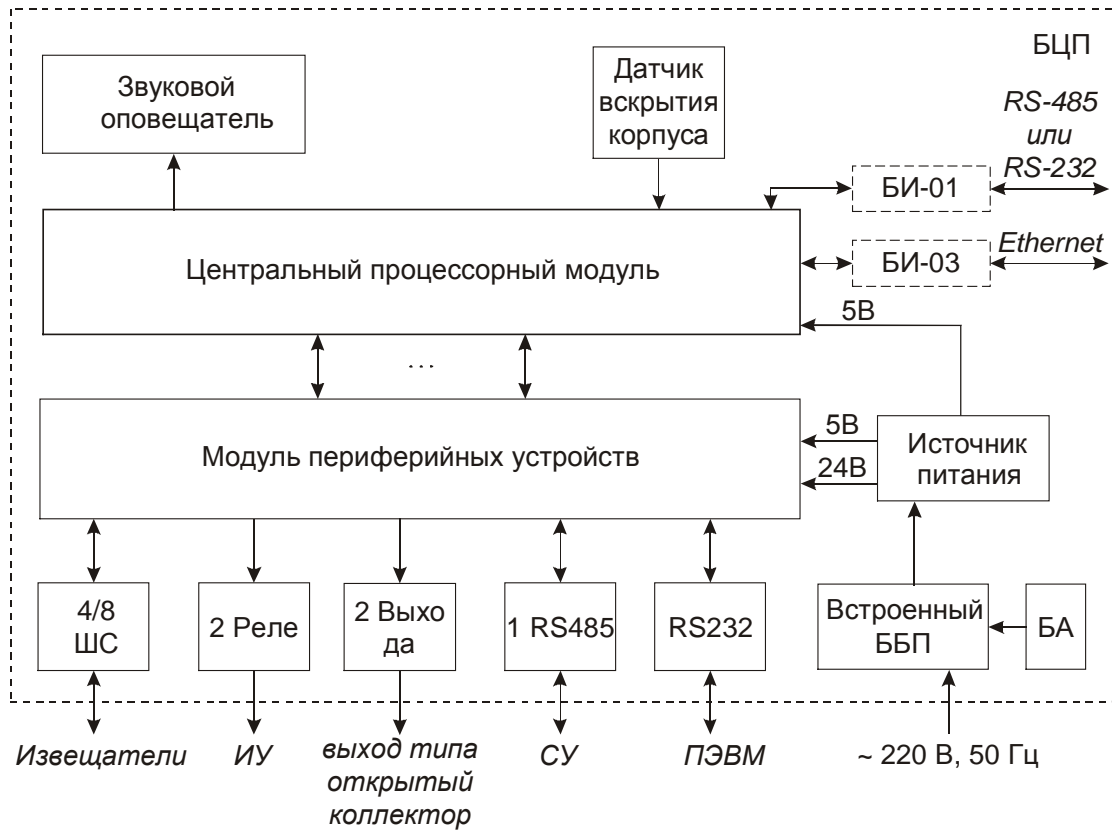 БЦП
Звуковой
оповещатель
Датчик
вскрытия
корпуса
RS-485
или
RS-232
БИ-01
Ethernet
БИ-03
Центральный процессорный модуль
5В
...
Модуль периферийных устройств
5В
24В
Источник
питания
4/8
ШС
2 Реле
2 Выхо
да
1 RS485
RS232
Встроенный
ББП
БА
Извещатели
ИУ
выход типа
открытый
коллектор
СУ
ПЭВМ
~ 220 В, 50 Гц